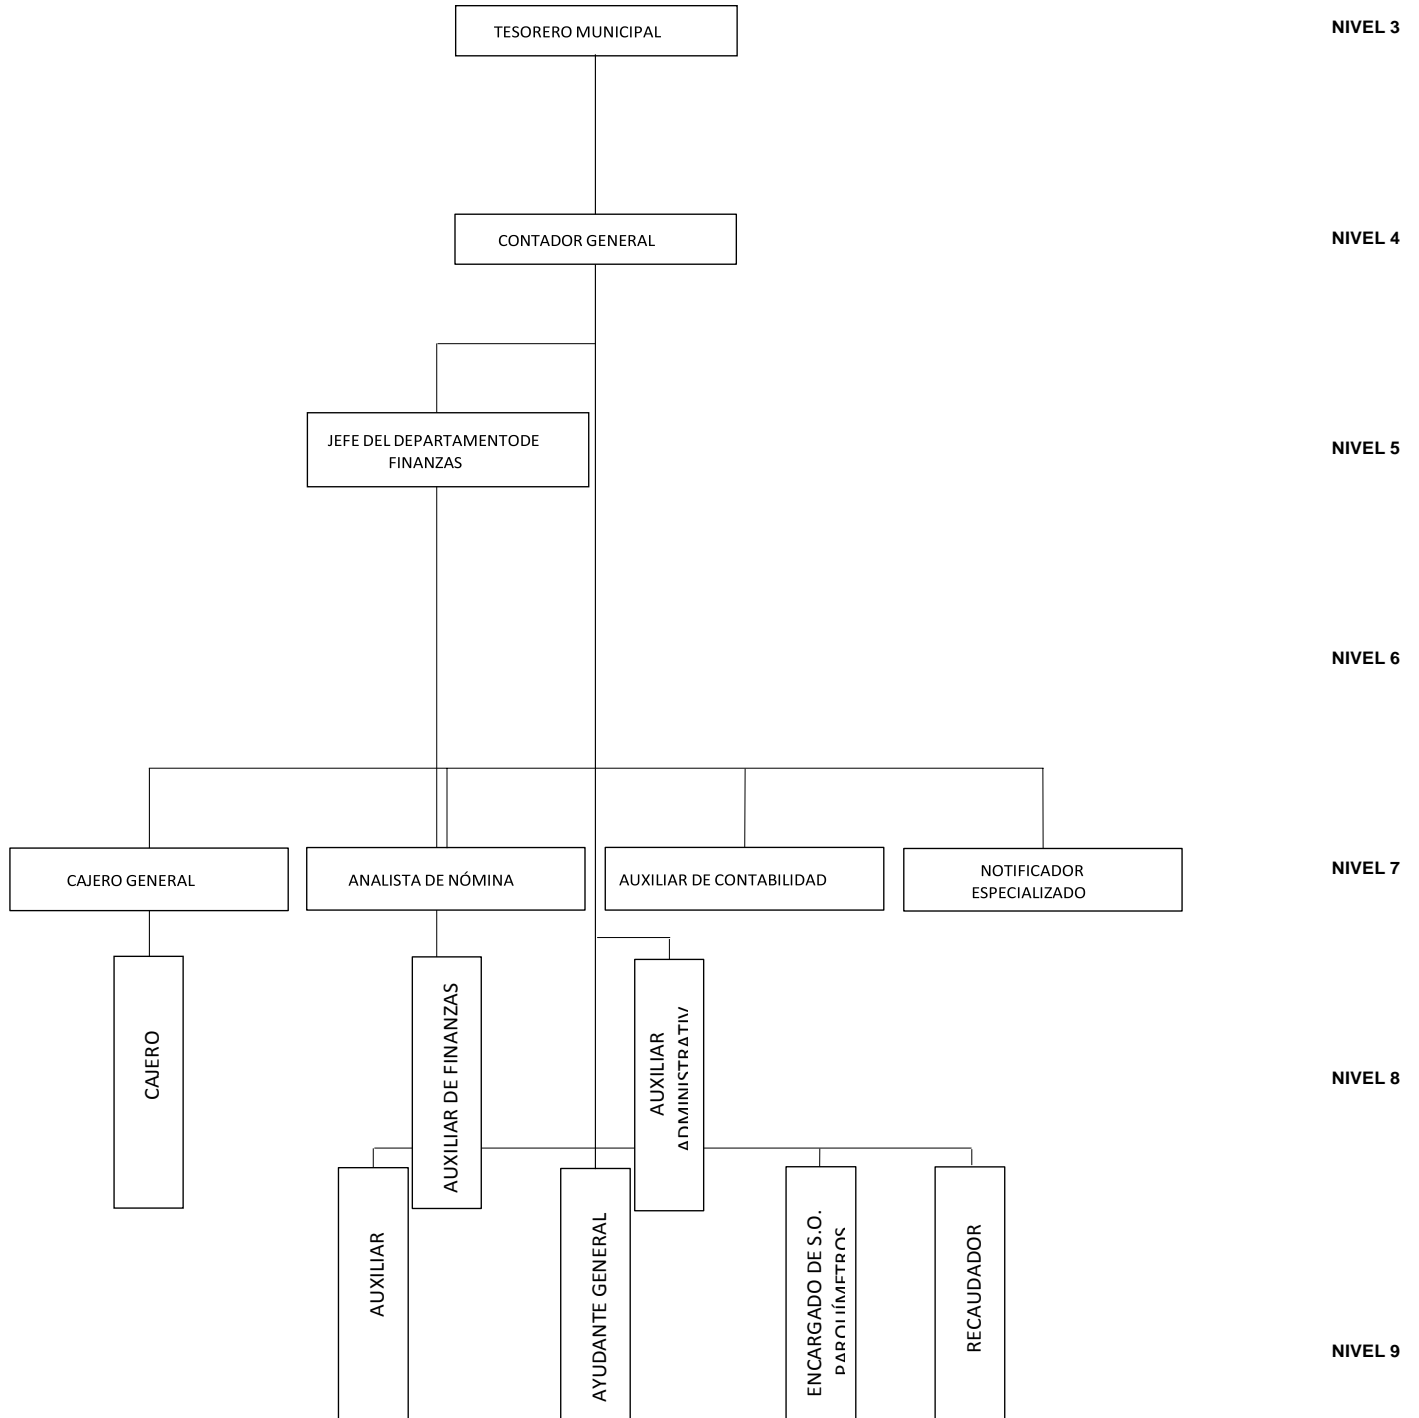 TESORERO MUNICIPAL
NIVEL 3
CONTADOR GENERAL
NIVEL 4
JEFE DEL DEPARTAMENTODE
FINANZAS
NIVEL 5
NIVEL 6
CAJERO GENERAL
ANALISTA DE NÓMINA
AUXILIAR DE CONTABILIDAD
NOTIFICADOR
ESPECIALIZADO
NIVEL 7
CAJERO
AUXILIAR DE FINANZAS
AUXILIAR
ADMINISTRATIV
NIVEL 8
AUXILIAR
AYUDANTE GENERAL
ENCARGADO DE S.O.
PARQUÍMETROS
RECAUDADOR
NIVEL 9